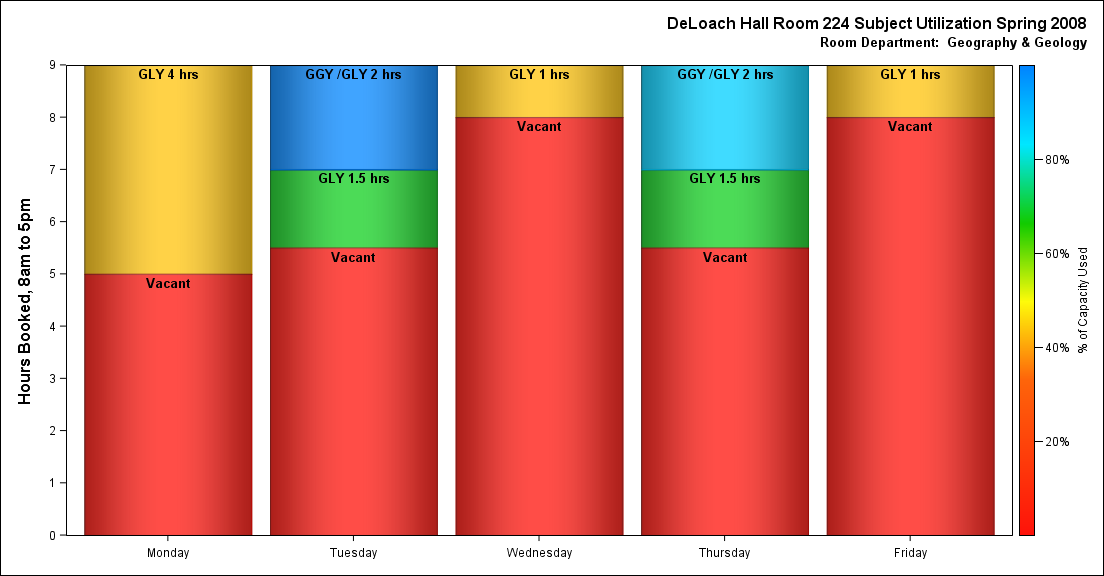 DeLoach Hall Room 224 Subject Utilization Spring 2008
Room Department: Geography & Geology
Hours Booked, 8am to 5pm
9
8
7
6
5
4
3
2
1
0
GLY 4 hrs
Vacant
GGY /GLY 2 hrs
GLY 1.5 hrs
Vacant
GLY 1 hrs
Vacant
GGY /GLY 2 hrs
GLY 1.5 hrs
Vacant
GLY 1 hrs
Vacant
Monday
Tuesday
Wednesday
Thursday
Friday
80%
60%
40%
20%
% of Capacity Used